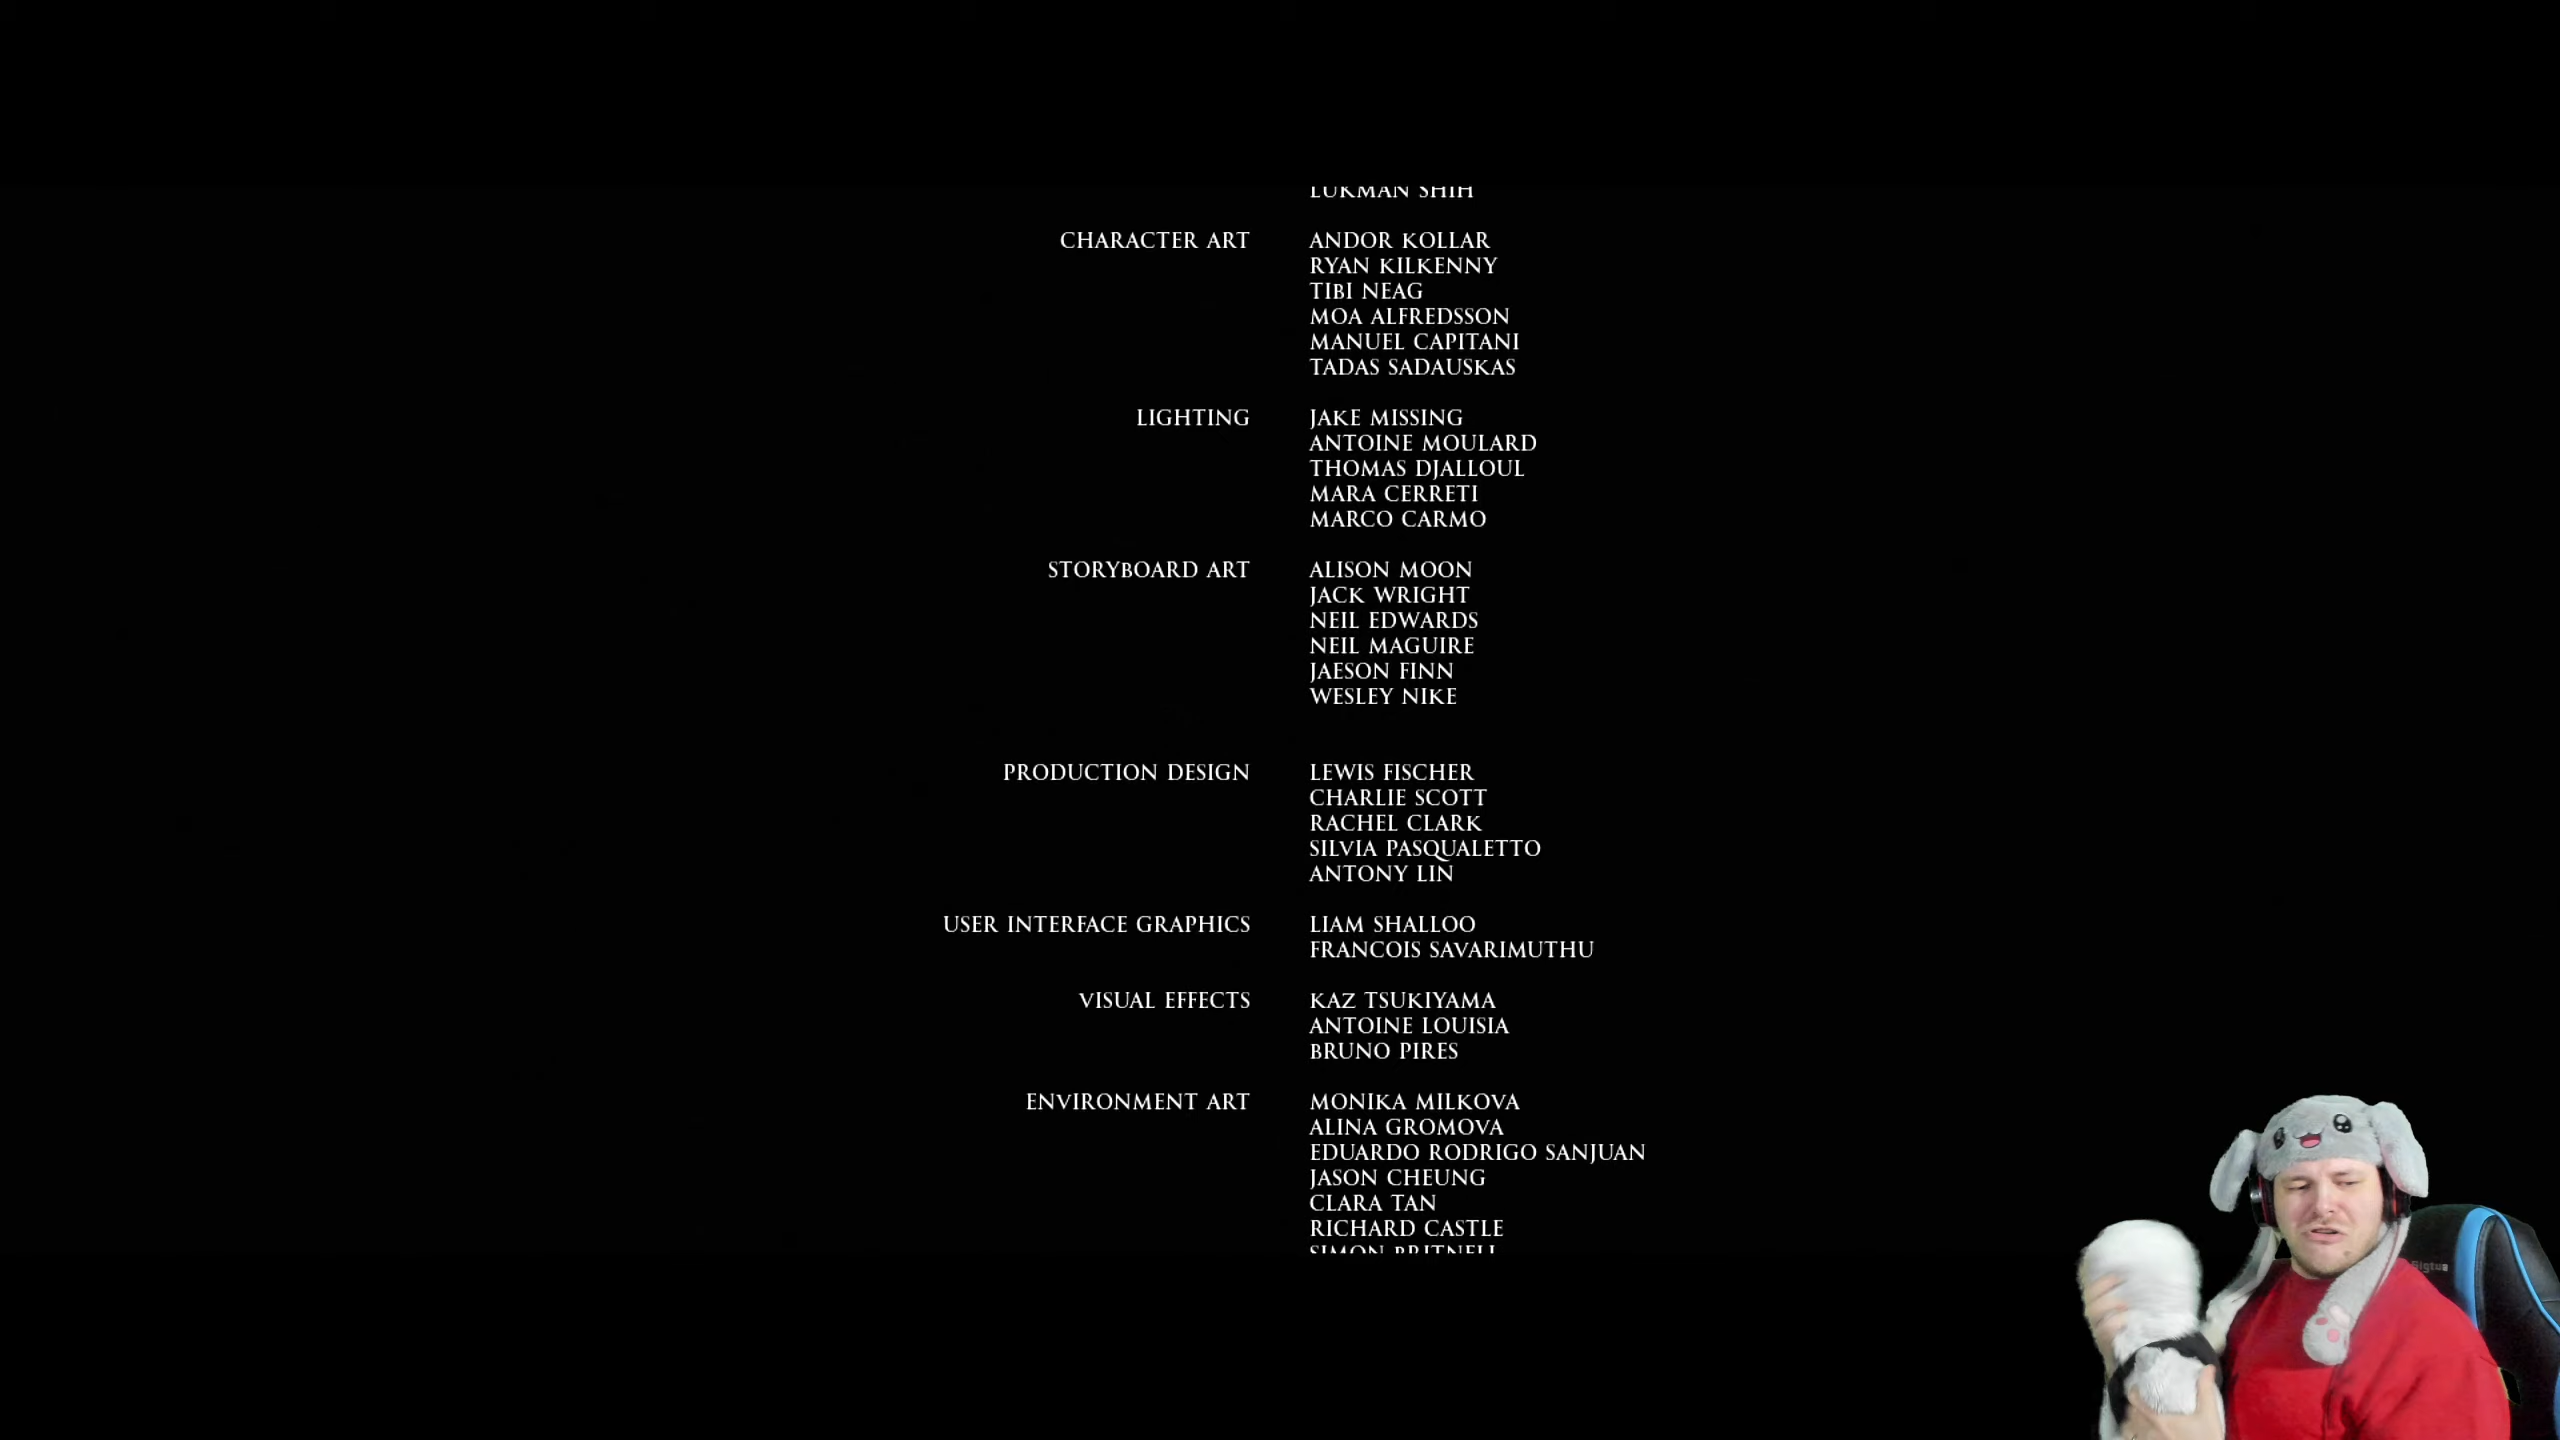 LUKMAN SHIH
CHARACTER ART ANDOR KOLLAR
RYAN KILKENNY
TIBI NEAG
MOA ALFREDSSON
MANUEL CAPITANI
TADAS SADAUSKAS
LIGHTING JAKE MISSING
ANTOINE MOULARD
THOMAS DJALLOUL
MARA CERRETI
MARCO CARMO
STORYBOARD ART ALISON MOON
JACK WRIGHT
NEIL EDWARDS
NEIL MAGUIRE
JAESON FINN
WESLEY NIKE
PRODUCTION DESIGN LEWIS FISCHER
CHARLIE SCOTT
RACHEL CLARK
SILVIA PASQUALETTO
ANTONY LIN
USER INTERFACE GRAPHICS LIAM SHALLOO
FRANCOIS SAVARIMUTHU
VISUAL EFFECTS KAZ TSUKIYAMA
ANTOINE LOUISIA
BRUNO PIRES
ENVIRONMENT ART MONIKA MILKOVA
ALINA GROMOVA
EDUARDO RODRIGO SANJUAN
JASON CHEUNG
CLARA TAN
RICHARD CASTLE
SIMON BRITNELL